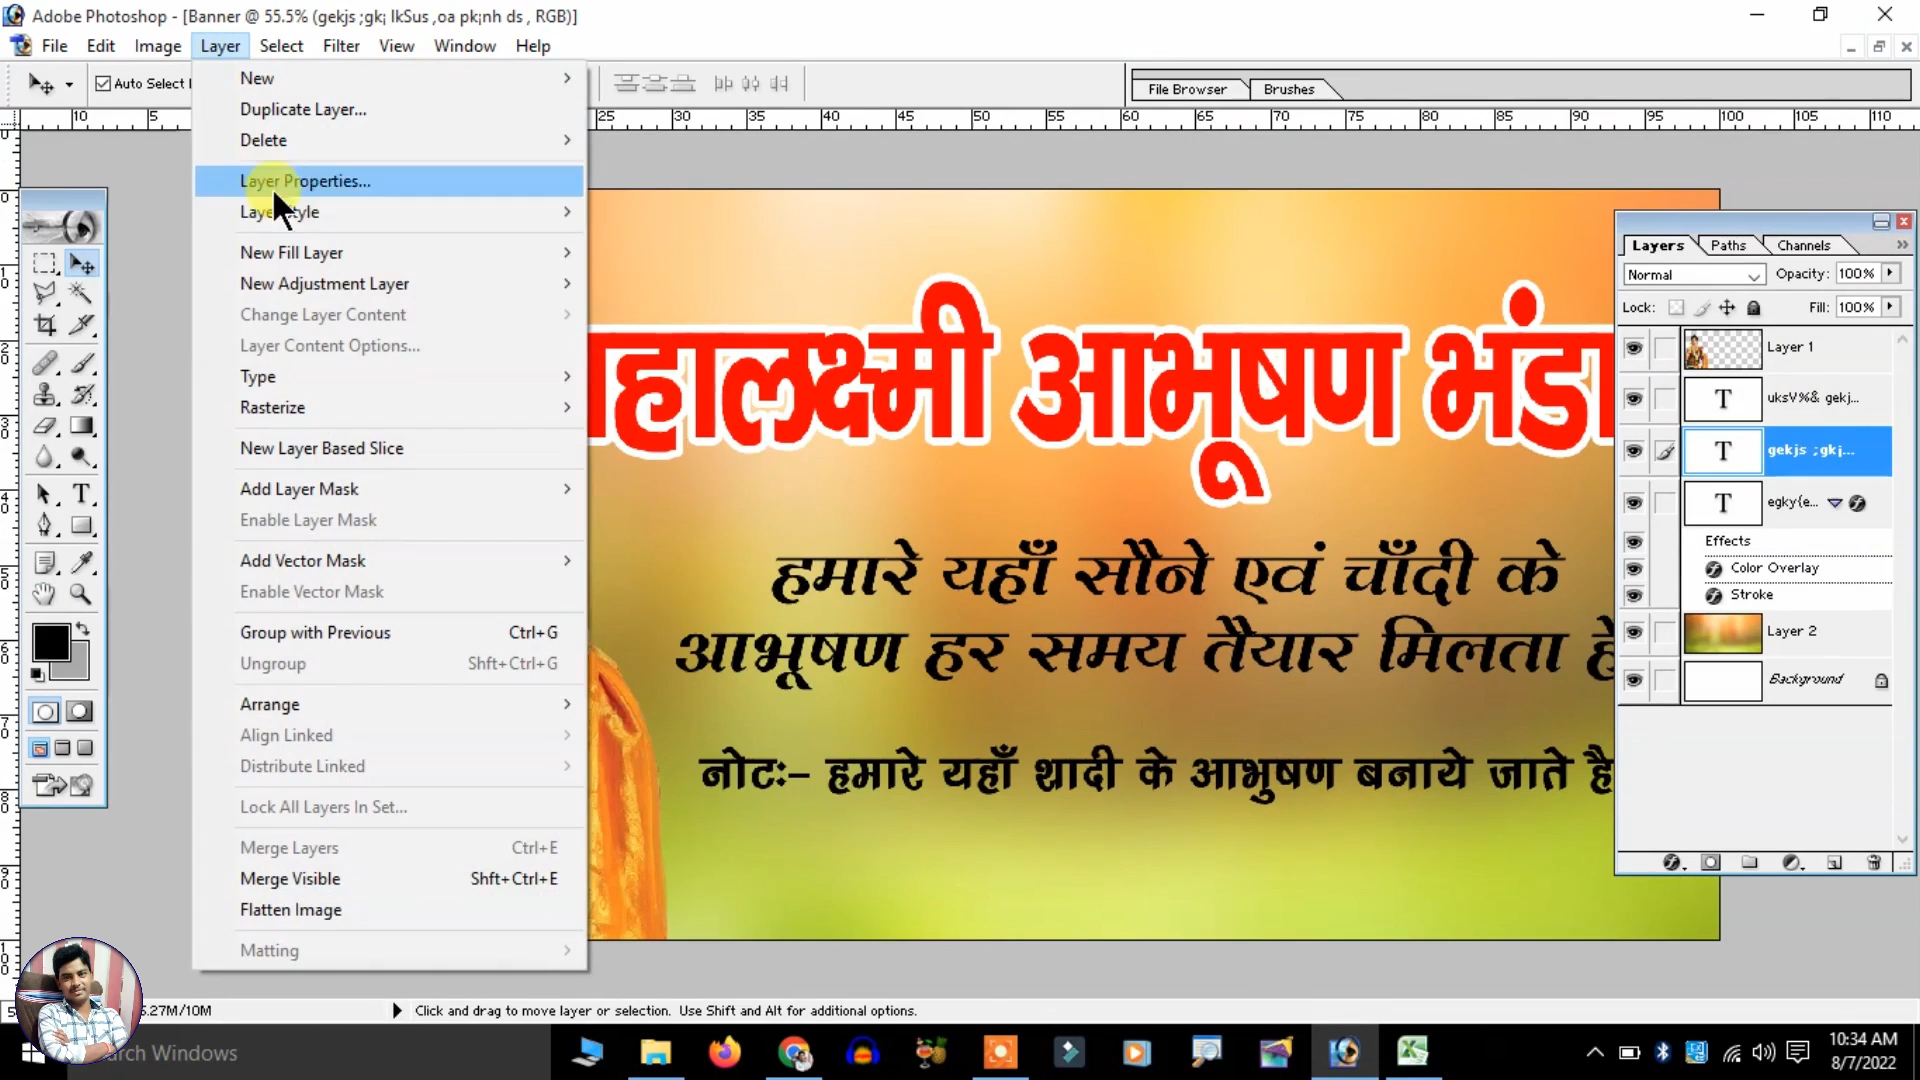 Adobe Photoshop - [Banner @ 55.5% (gekjs ;gk¡ lkSus ,oa pk¡nh ds , RGB)]
File Edit Image Layer Select Filter View Window Help
Auto Select
File Browser Brushes
10 5 25 30 35 40 45 50 55 60 65 70 75 80 85 90 95 100 105 110
New
Duplicate Layer...
Delete
Layer Properties...
Layer Style
New Fill Layer
New Adjustment Layer
Change Layer Content
Layer Content Options...
Type
Rasterize
New Layer Based Slice
Add Layer Mask
Enable Layer Mask
Add Vector Mask
Enable Vector Mask
Group with Previous Ctrl+G
Ungroup Shft+Ctrl+G
Arrange
Align Linked
Distribute Linked
Lock All Layers In Set...
Merge Layers Ctrl+E
Merge Visible Shft+Ctrl+E
Flatten Image
Matting
हालक्ष्मी आभूषण भंडा
हमारे यहाँ सौने एवं चाँदी के
आभूषण हर समय तैयार मिलता है
नोटः– हमारे यहाँ शादी के आभुषण बनाये जाते है
Layers Paths Channels
Normal Opacity: 100%
Lock: Fill: 100%
Layer 1
T uksV%& gekj...
T gekjs ;gkj...
T egky{e...
Effects
Color Overlay
Stroke
Layer 2
Background
5.27M/10M Click and drag to move layer or selection. Use Shift and Alt for additional options.
arch Windows
10:34 AM
8/7/2022